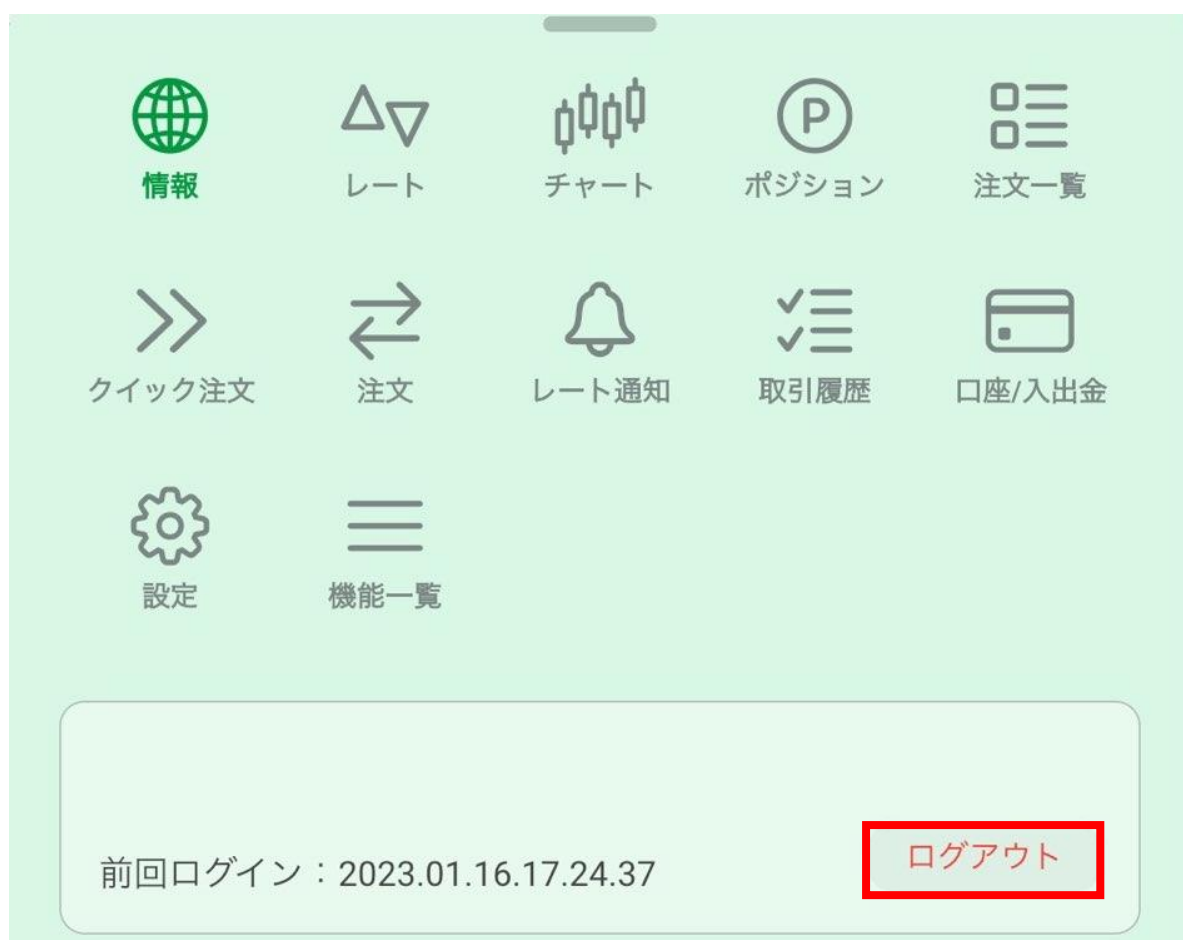 情報 レート チャート ポジション 注文一覧
クイック注文 注文 レート通知 取引履歴 口座/入出金
設定 機能一覧
前回ログイン：2023.01.16.17.24.37
ログアウト